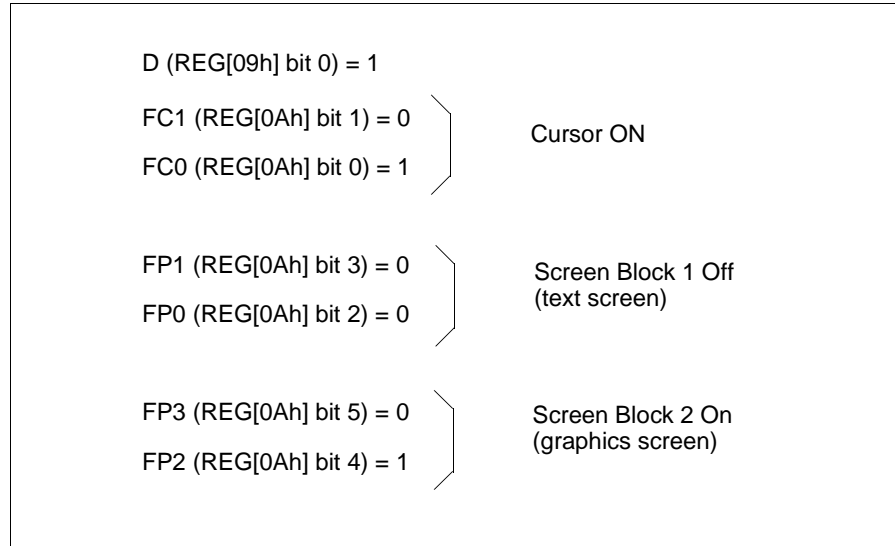 D (REG[09h] bit 0) = 1
FC1 (REG[0Ah] bit 1) = 0
FC0 (REG[0Ah] bit 0) = 1
Cursor ON
FP1 (REG[0Ah] bit 3) = 0
FP0 (REG[0Ah] bit 2) = 0
Screen Block 1 Off
(text screen)
FP3 (REG[0Ah] bit 5) = 0
FP2 (REG[0Ah] bit 4) = 1
Screen Block 2 On
(graphics screen)